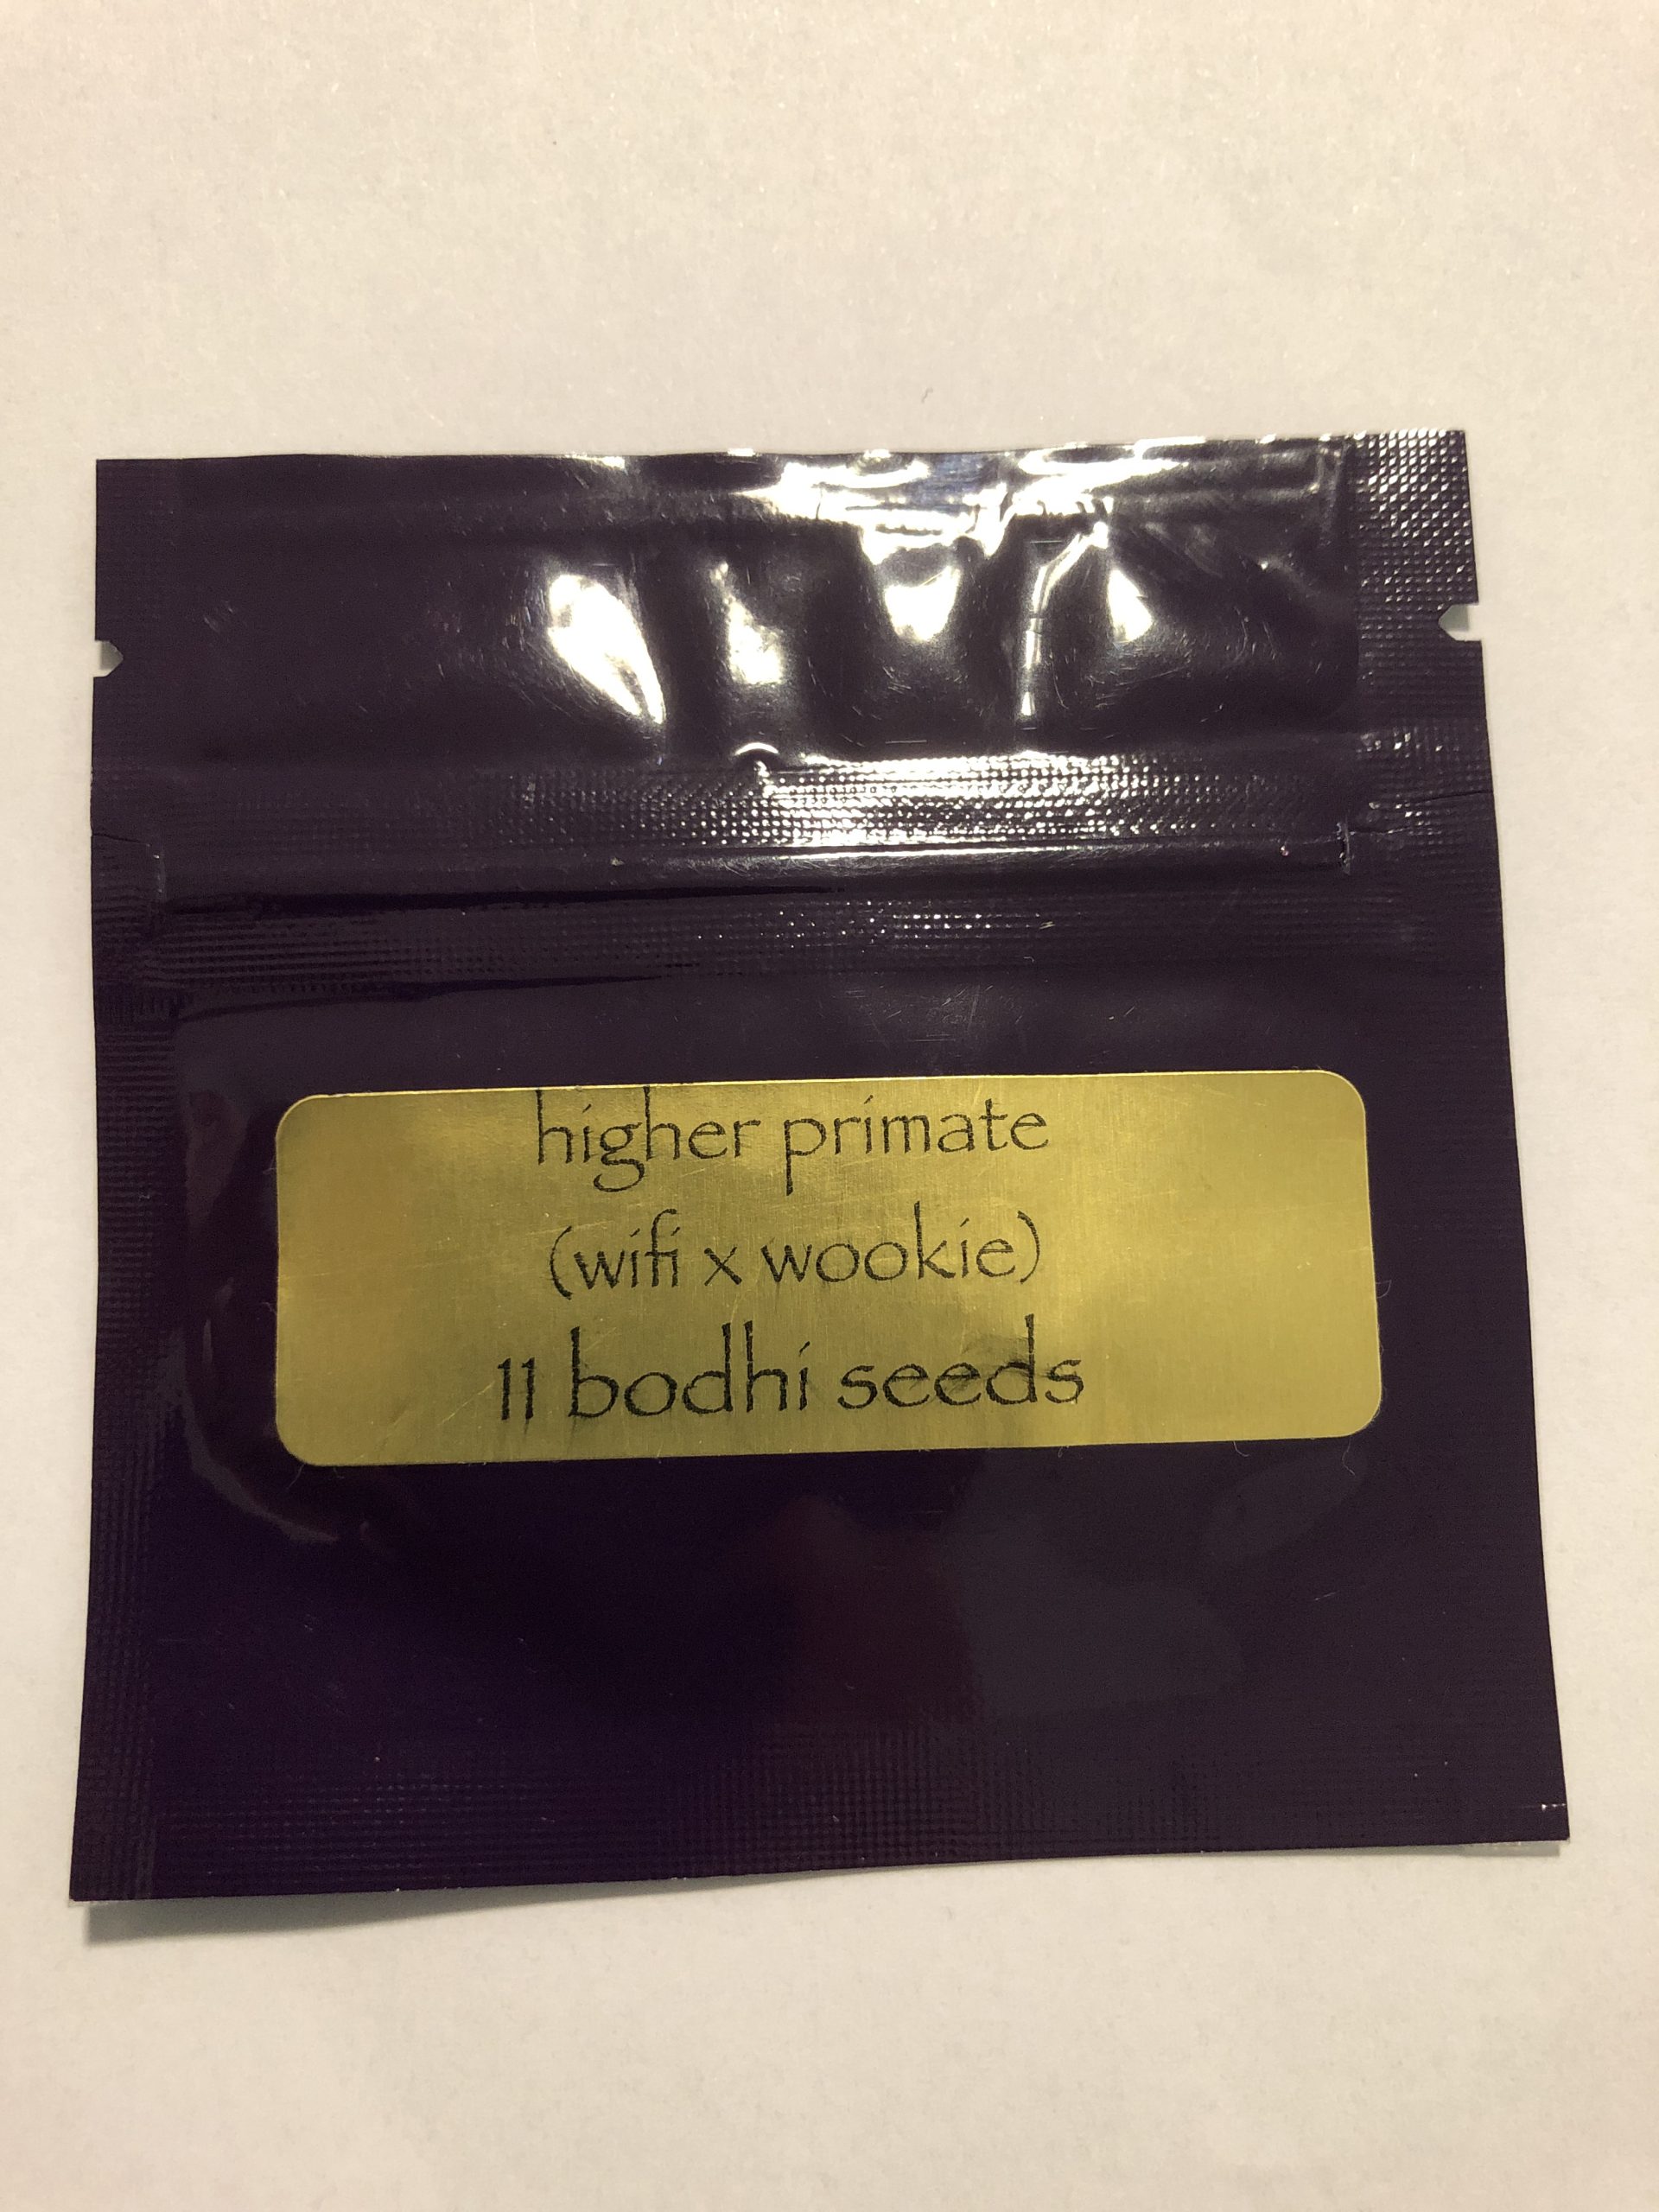 higher primate
(wifi x wookie)
11 bodhi seeds